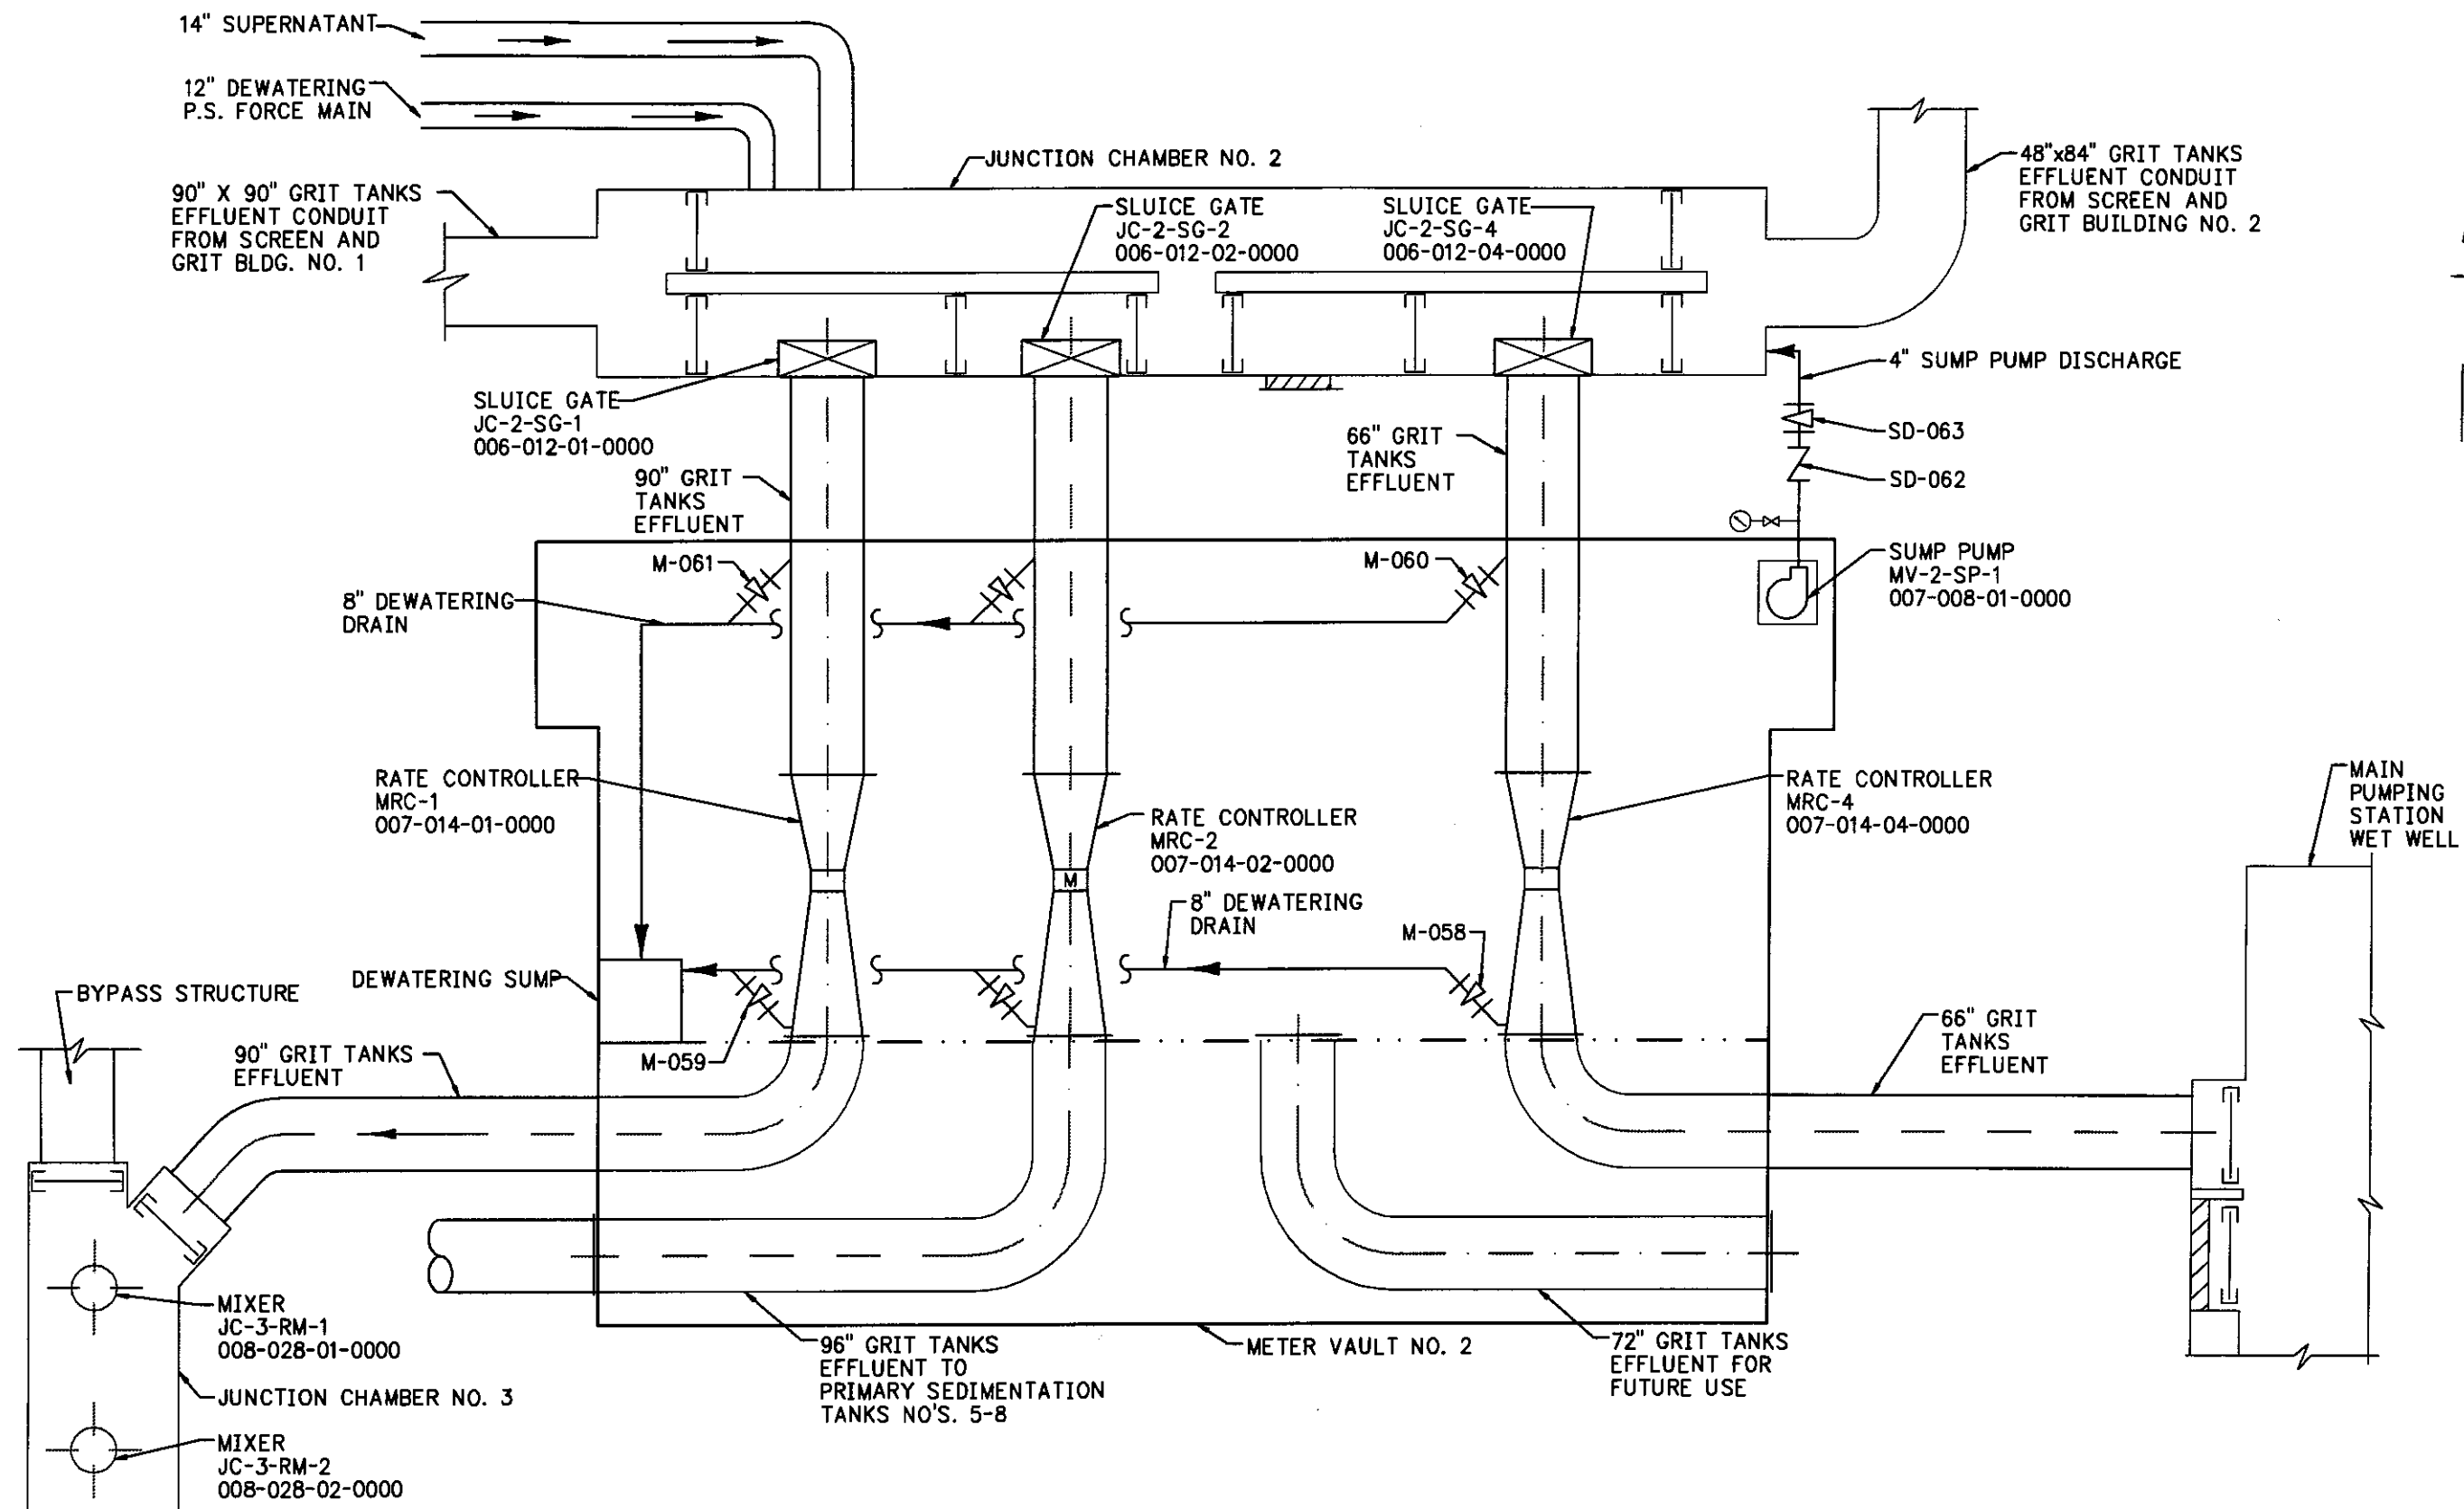 14" SUPERNATANT
12" DEWATERING
P.S. FORCE MAIN
90" X 90" GRIT TANKS
EFFLUENT CONDUIT
FROM SCREEN AND
GRIT BLDG. NO. 1
JUNCTION CHAMBER NO. 2
SLUICE GATE
JC-2-SG-2
006-012-02-0000
SLUICE GATE
JC-2-SG-4
006-012-04-0000
48"x84" GRIT TANKS
EFFLUENT CONDUIT
FROM SCREEN AND
GRIT BUILDING NO. 2
SLUICE GATE
JC-2-SG-1
006-012-01-0000
4" SUMP PUMP DISCHARGE
SD-063
SD-062
90" GRIT
TANKS
EFFLUENT
66" GRIT
TANKS
EFFLUENT
M-061
M-060
SUMP PUMP
MV-2-SP-1
007-008-01-0000
8" DEWATERING
DRAIN
RATE CONTROLLER
MRC-1
007-014-01-0000
RATE CONTROLLER
MRC-2
007-014-02-0000
M
RATE CONTROLLER
MRC-4
007-014-04-0000
MAIN
PUMPING
STATION
WET WELL
8" DEWATERING
DRAIN
M-058
DEWATERING SUMP
BYPASS STRUCTURE
90" GRIT TANKS
EFFLUENT
M-059
66" GRIT
TANKS
EFFLUENT
MIXER
JC-3-RM-1
008-028-01-0000
JUNCTION CHAMBER NO. 3
MIXER
JC-3-RM-2
008-028-02-0000
96" GRIT TANKS
EFFLUENT TO
PRIMARY SEDIMENTATION
TANKS NO'S. 5-8
METER VAULT NO. 2
72" GRIT TANKS
EFFLUENT FOR
FUTURE USE